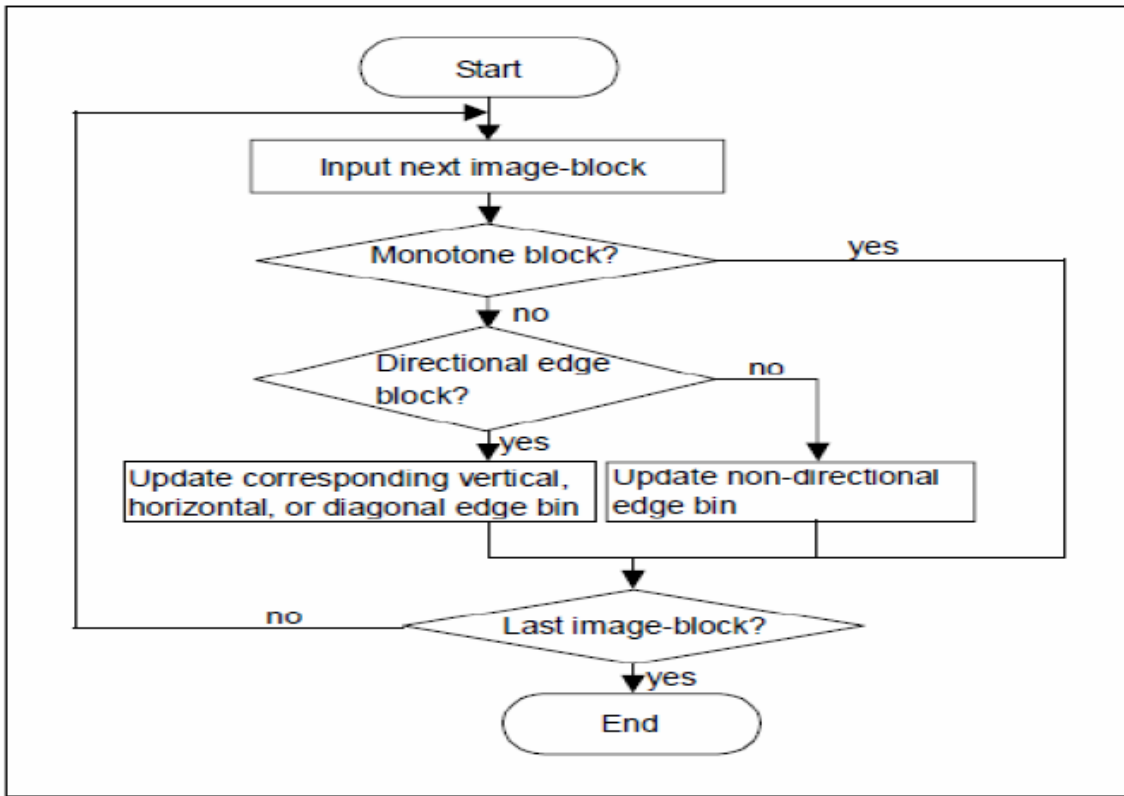 Start
Input next image-block
Monotone block?
yes
no
Directional edge
block?
no
yes
Update corresponding vertical,
horizontal, or diagonal edge bin
Update non-directional
edge bin
Last image-block?
no
yes
End